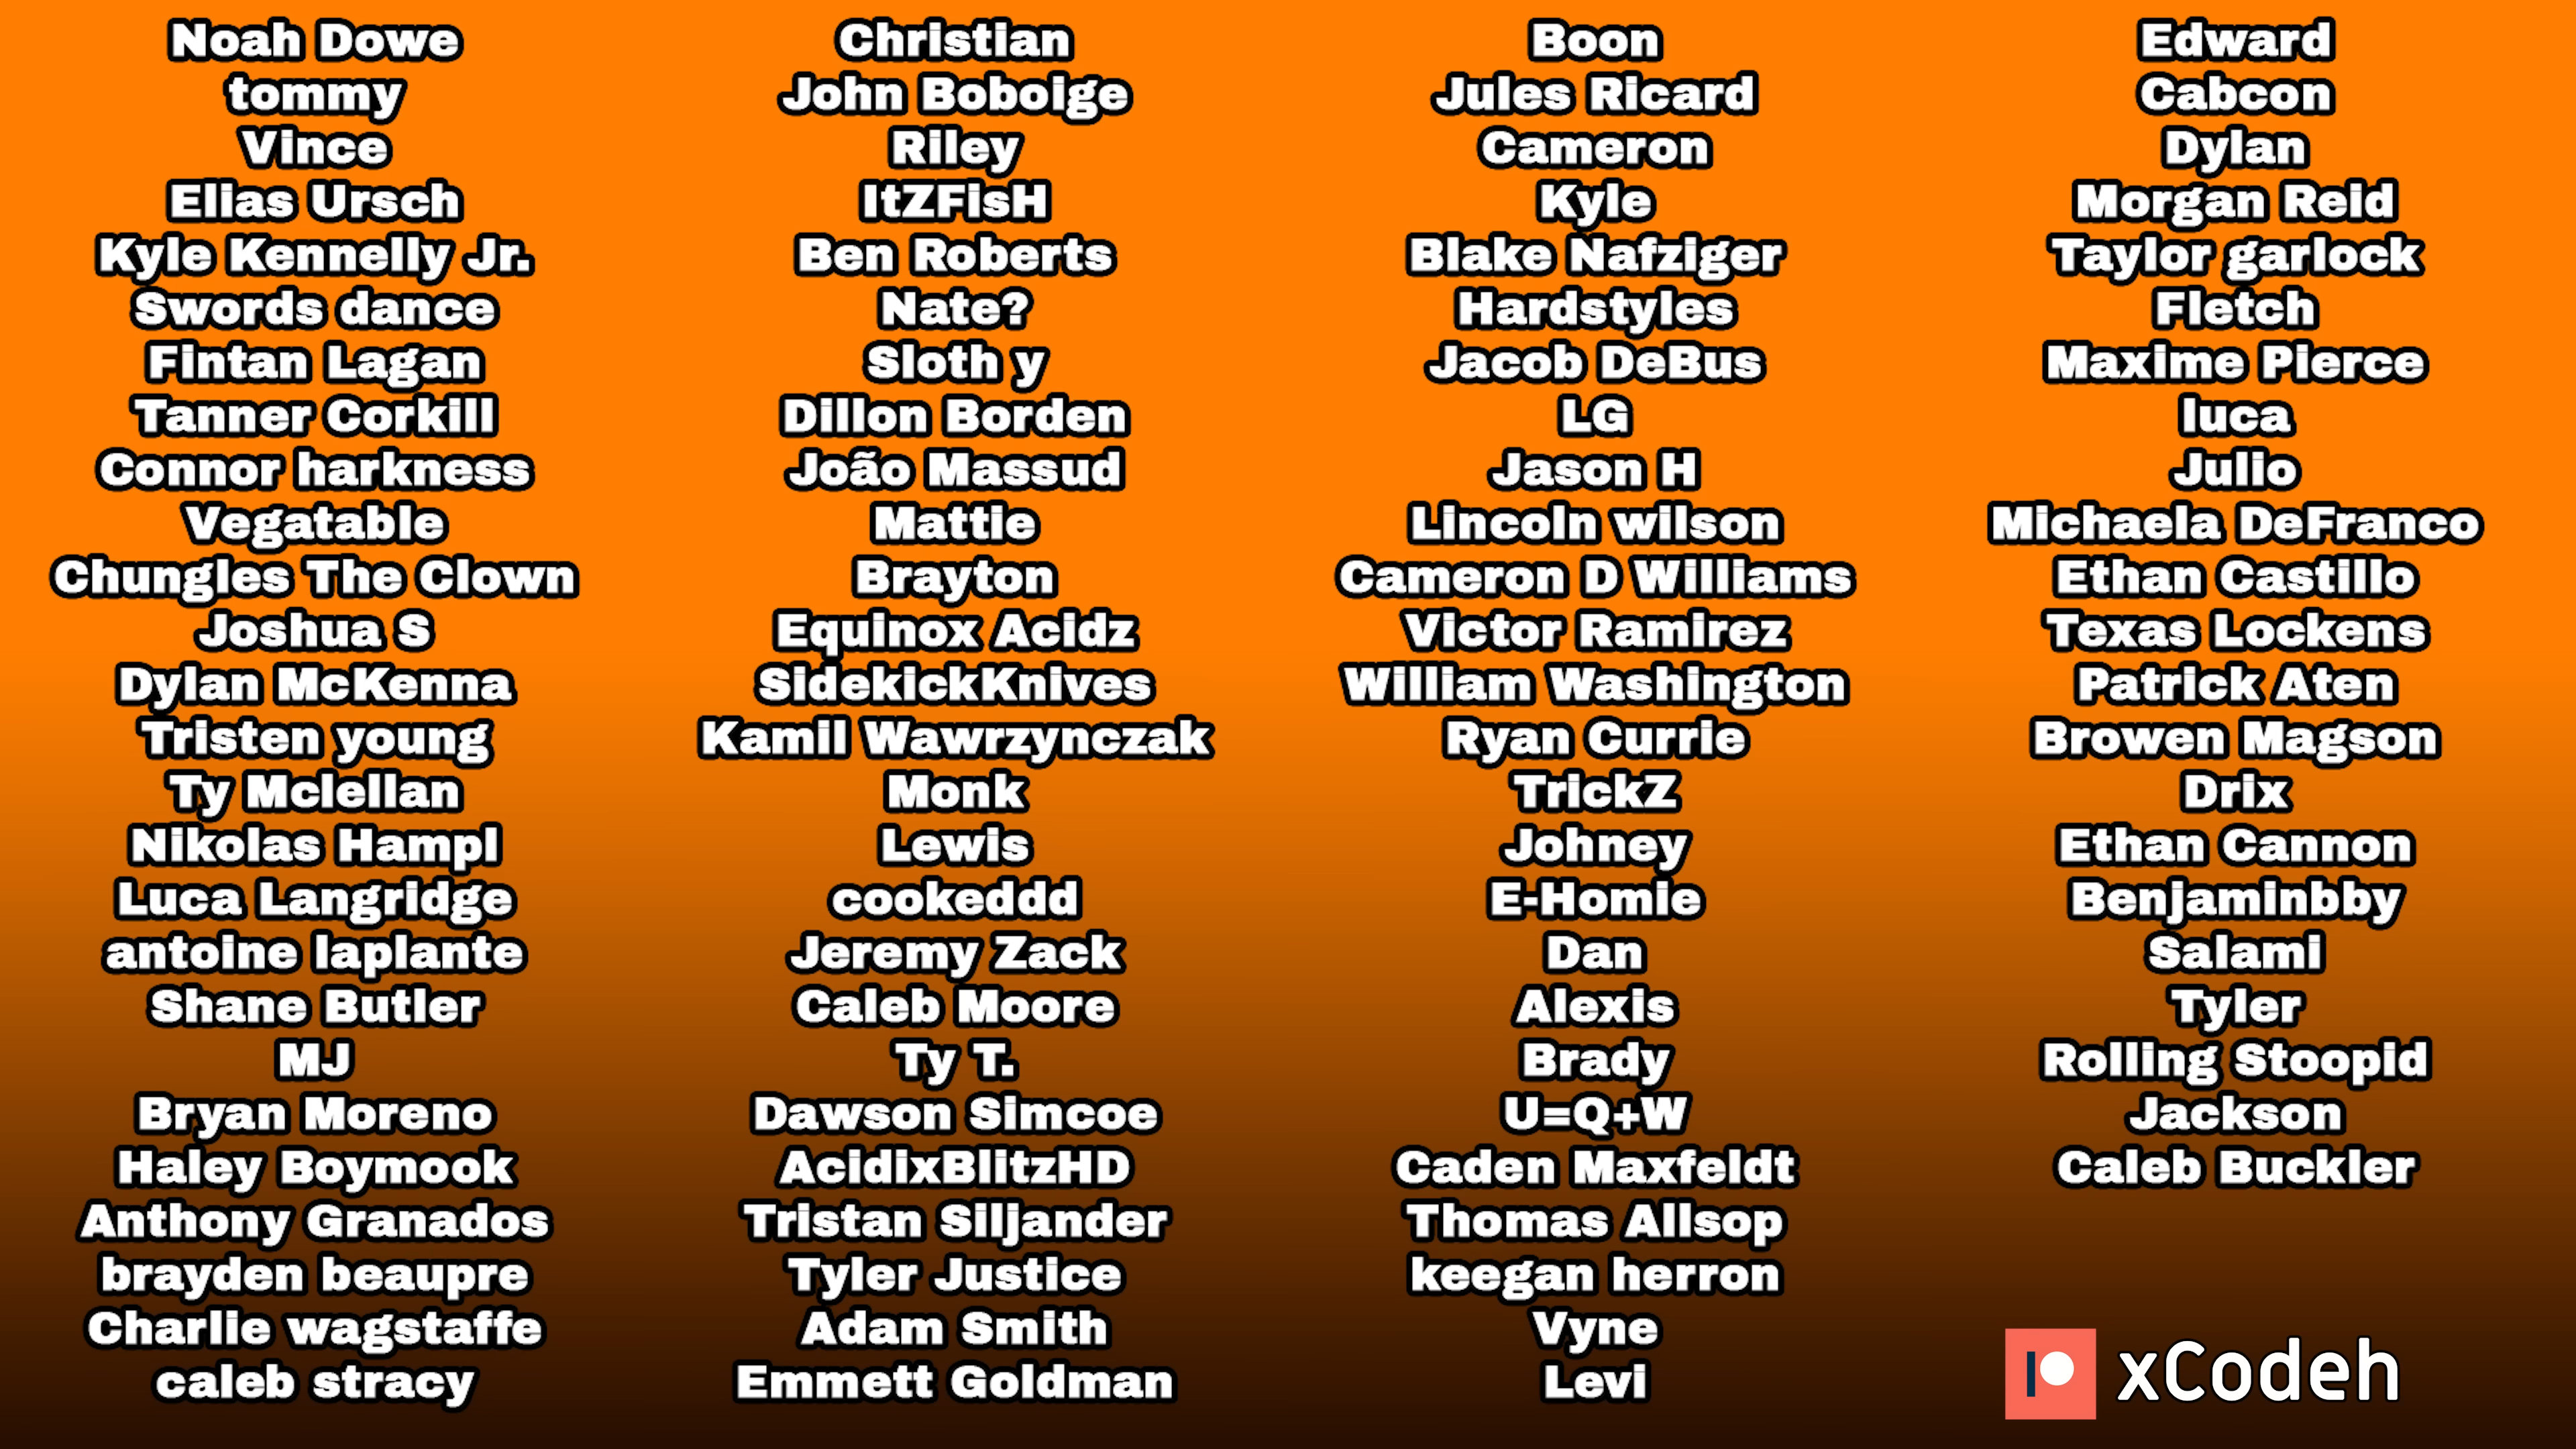 Noah Dowe
tommy
Vince
Elias Ursch
Kyle Kennelly Jr.
Swords dance
Fintan Lagan
Tanner Corkill
Connor harkness
Vegatable
Chungles The Clown
Joshua S
Dylan McKenna
Tristen young
Ty Mclellan
Nikolas Hampl
Luca Langridge
antoine laplante
Shane Butler
MJ
Bryan Moreno
Haley Boymook
Anthony Granados
brayden beaupre
Charlie wagstaffe
caleb stracy
Christian
John Boboige
Riley
ItZFisH
Ben Roberts
Nate?
Sloth y
Dillon Borden
João Massud
Mattie
Brayton
Equinox Acidz
SidekickKnives
Kamil Wawrzynczak
Monk
Lewis
cookeddd
Jeremy Zack
Caleb Moore
Ty T.
Dawson Simcoe
AcidixBlitzHD
Tristan Siljander
Tyler Justice
Adam Smith
Emmett Goldman
Boon
Jules Ricard
Cameron
Kyle
Blake Nafziger
Hardstyles
Jacob DeBus
LG
Jason H
Lincoln wilson
Cameron D Williams
Victor Ramirez
William Washington
Ryan Currie
TrickZ
Johney
E-Homie
Dan
Alexis
Brady
U=Q+W
Caden Maxfeldt
Thomas Allsop
keegan herron
Vyne
Levi
Edward
Cabcon
Dylan
Morgan Reid
Taylor garlock
Fletch
Maxime Pierce
luca
Julio
Michaela DeFranco
Ethan Castillo
Texas Lockens
Patrick Aten
Browen Magson
Drix
Ethan Cannon
Benjaminbby
Salami
Tyler
Rolling Stoopid
Jackson
Caleb Buckler
xCodeh